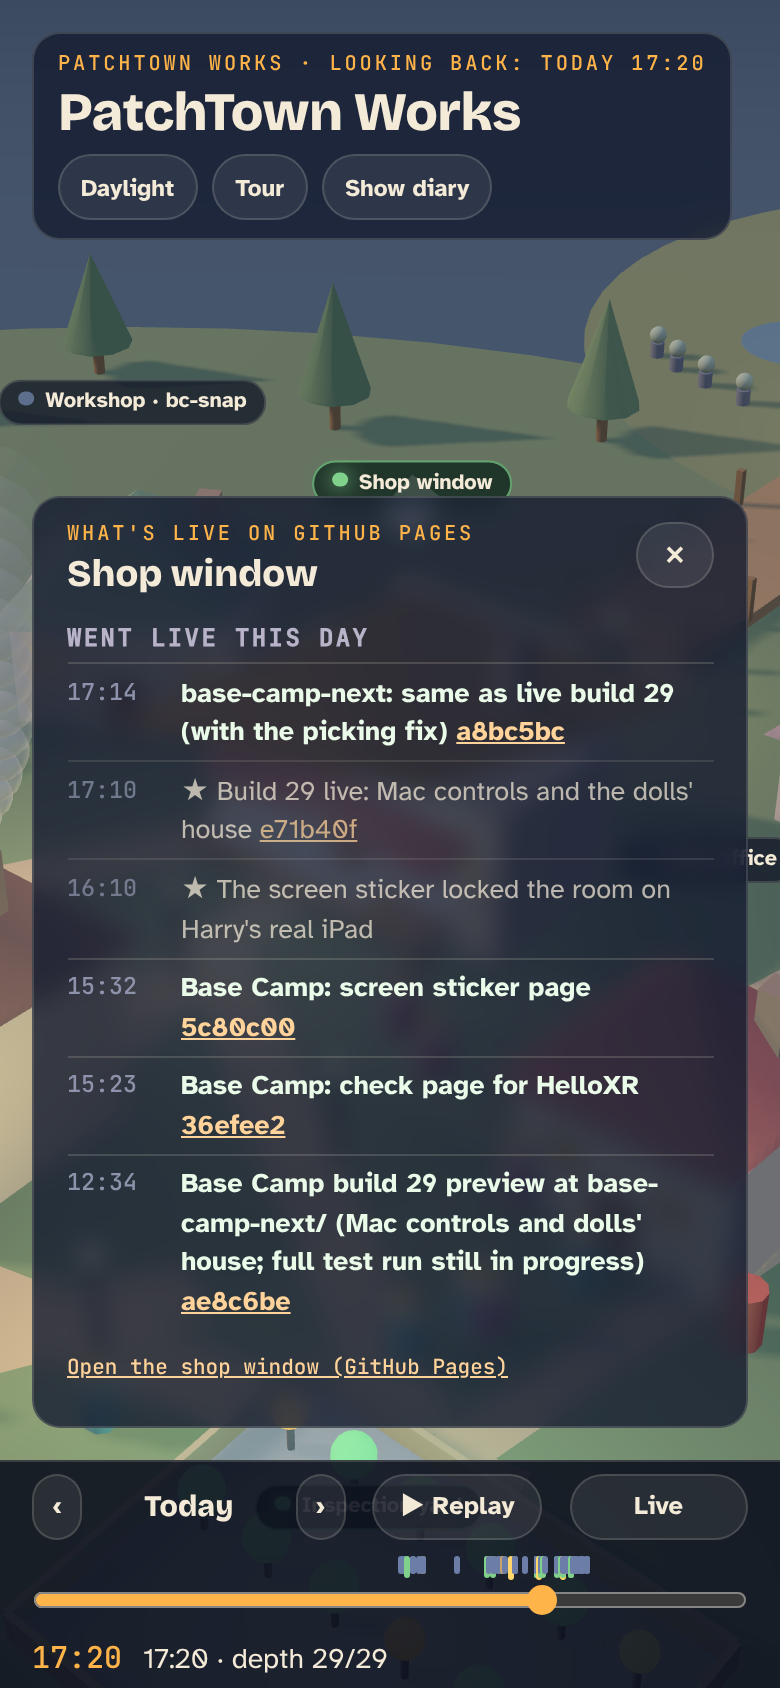 PATCHTOWN WORKS · LOOKING BACK: TODAY 17:20
PatchTown Works
Daylight
Tour
Show diary
Workshop · bc-snap
Shop window
WHAT'S LIVE ON GITHUB PAGES
Shop window
×
WENT LIVE THIS DAY
17:14 base-camp-next: same as live build 29
(with the picking fix) a8bc5bc
17:10 ★ Build 29 live: Mac controls and the dolls'
house e71b40f
16:10 ★ The screen sticker locked the room on
Harry's real iPad
15:32 Base Camp: screen sticker page
5c80c00
15:23 Base Camp: check page for HelloXR
36efee2
12:34 Base Camp build 29 preview at base-
camp-next/ (Mac controls and dolls'
house; full test run still in progress)
ae8c6be
Open the shop window (GitHub Pages)
‹ Today › ▶ Replay Live
17:20 17:20 · depth 29/29